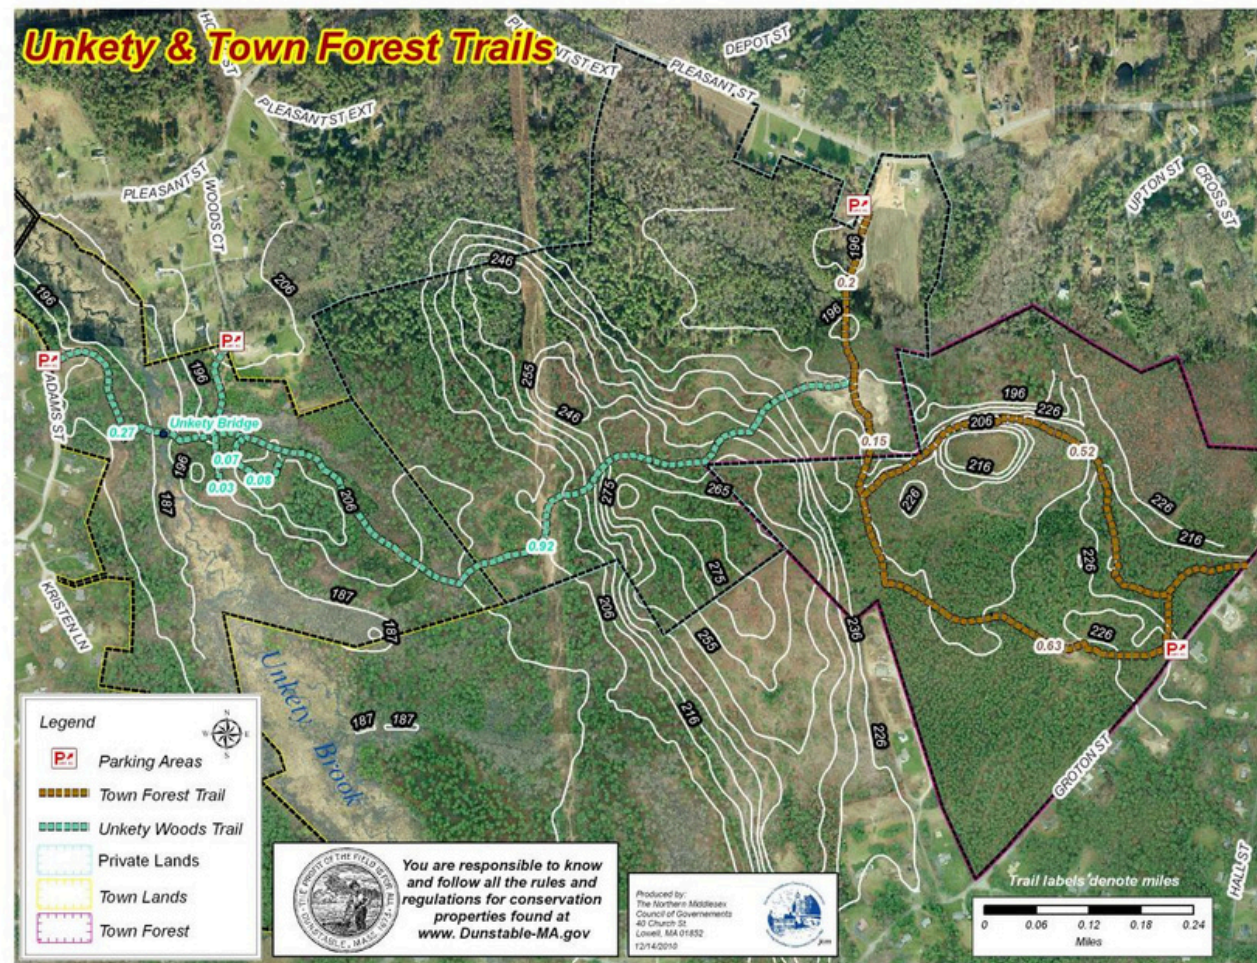 Unkety & Town Forest Trails
DEPOT ST
PLEASANT ST
PLEASANT ST EXT
PLEASANT ST
WOODS CT
UPTON ST
CROSS ST
ADAMS ST
KRISTEN LN
GROTON ST
HALL ST
Unkety Bridge
Unkety
Brook
196
206
246
196
0.2
196
196
255
246
196
226
206
0.27
0.07
0.03
0.08
196
187
206
0.15
0.52
216
226
265
275
226
216
0.92
275
226
187
206
187
255
236
226
0.63
187
187
216
226
Legend
N
W
E
S
Parking Areas
Town Forest Trail
Unkety Woods Trail
Private Lands
Town Lands
Town Forest
You are responsible to know
and follow all the rules and
regulations for conservation
properties found at
www. Dunstable-MA.gov
Produced by:
The Northern Middlesex
Council of Governements
40 Church St.
Lowell, MA 01852
12/14/2010
Trail labels denote miles
0 0.06 0.12 0.18 0.24
Miles